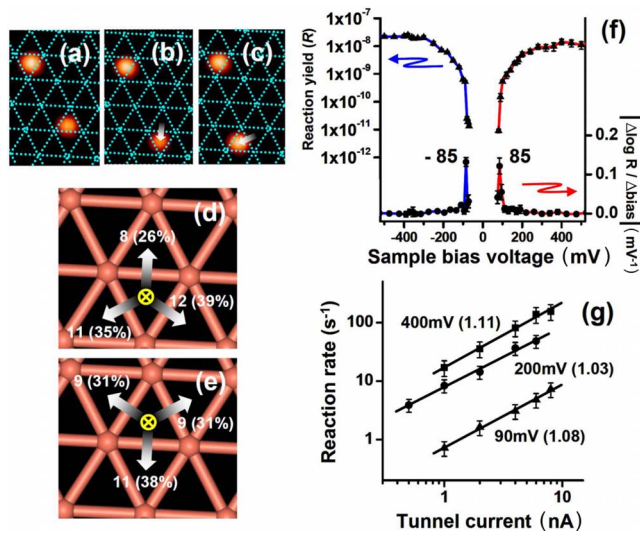 (a)
(b)
(c)
(d)
8 (26%)
12 (39%)
11 (35%)
(e)
9 (31%)
9 (31%)
11 (38%)
(f)
Reaction yield (R)
1x10⁻⁷
1x10⁻⁸
1x10⁻⁹
1x10⁻¹⁰
1x10⁻¹¹
1x10⁻¹²
- 85
85
0.2
0.1
0.0
|Δlog R / Δbias| (mV⁻¹)
-400 -200 0 200 400
Sample bias voltage (mV)
(g)
Reaction rate (s⁻¹)
100
10
1
400mV (1.11)
200mV (1.03)
90mV (1.08)
1 10
Tunnel current (nA)